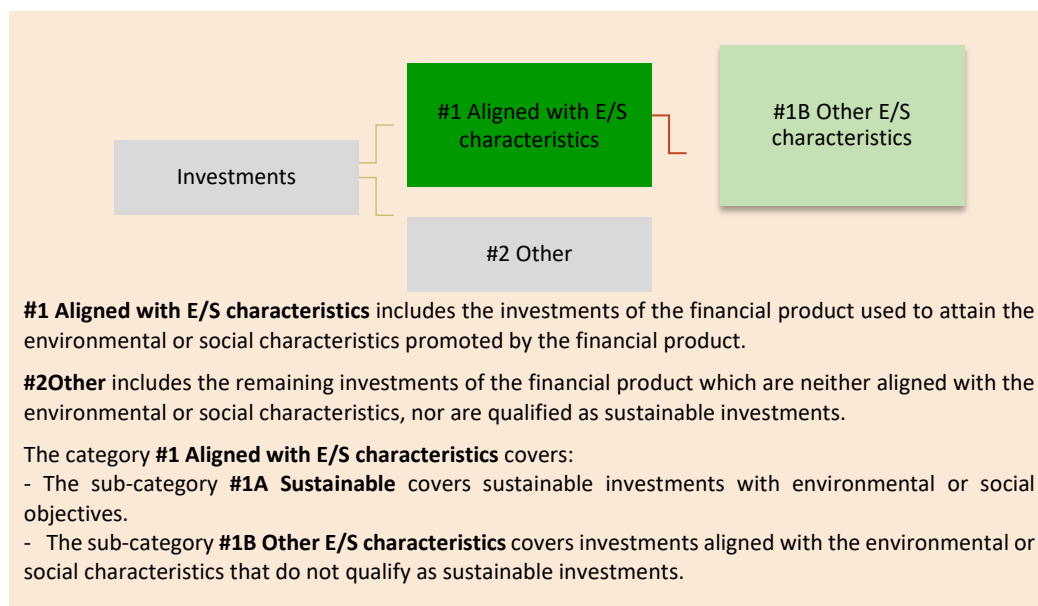 #1 Aligned with E/S
characteristics
#1B Other E/S
characteristics
Investments
#2 Other
#1 Aligned with E/S characteristics includes the investments of the financial product used to attain the
environmental or social characteristics promoted by the financial product.
#2Other includes the remaining investments of the financial product which are neither aligned with the
environmental or social characteristics, nor are qualified as sustainable investments.
The category #1 Aligned with E/S characteristics covers:
- The sub-category #1A Sustainable covers sustainable investments with environmental or social
objectives.
- The sub-category #1B Other E/S characteristics covers investments aligned with the environmental or
social characteristics that do not qualify as sustainable investments.